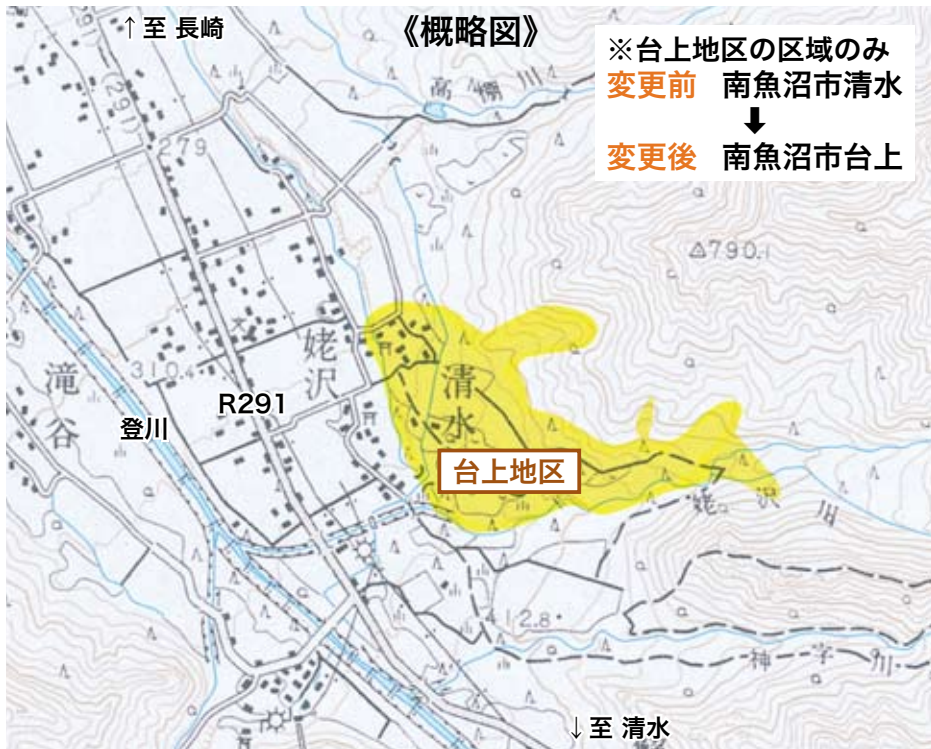 《概略図》
↑至 長崎
※台上地区の区域のみ
変更前 南魚沼市清水
⬇
変更後 南魚沼市台上
(291)
高棚川
279
△790.1
姥沢
清水
310.4
滝谷
R291
登川
台上地区
姥沢川
412.8
神字川
↓至 清水